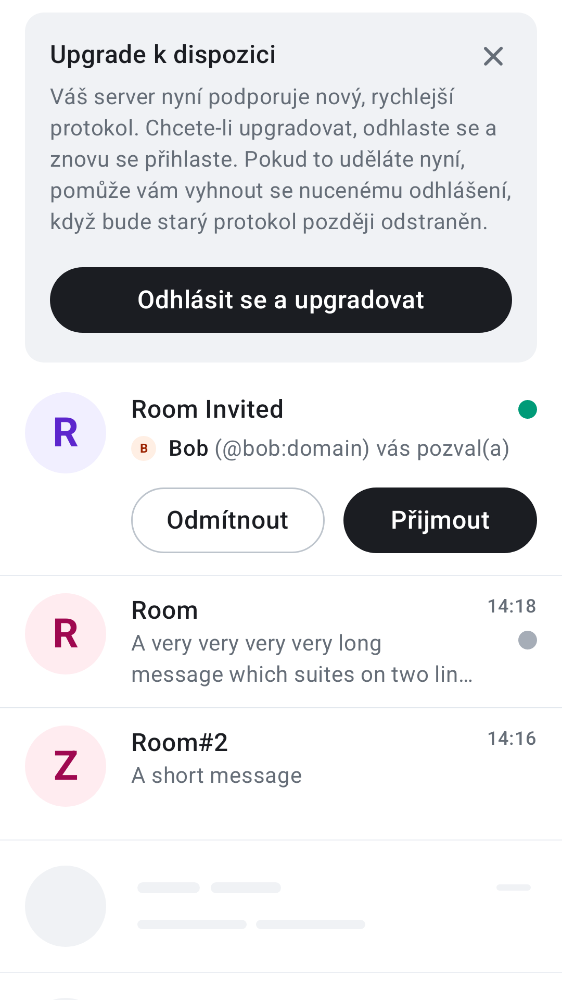 Upgrade k dispozici
Váš server nyní podporuje nový, rychlejší
protokol. Chcete-li upgradovat, odhlaste se a
znovu se přihlaste. Pokud to uděláte nyní,
pomůže vám vyhnout se nucenému odhlášení,
když bude starý protokol později odstraněn.
Odhlásit se a upgradovat
R
Room Invited
B Bob (@bob:domain) vás pozval(a)
Odmítnout
Přijmout
R
Room
14:18
A very very very very long
message which suites on two lin…
Z
Room#2
14:16
A short message